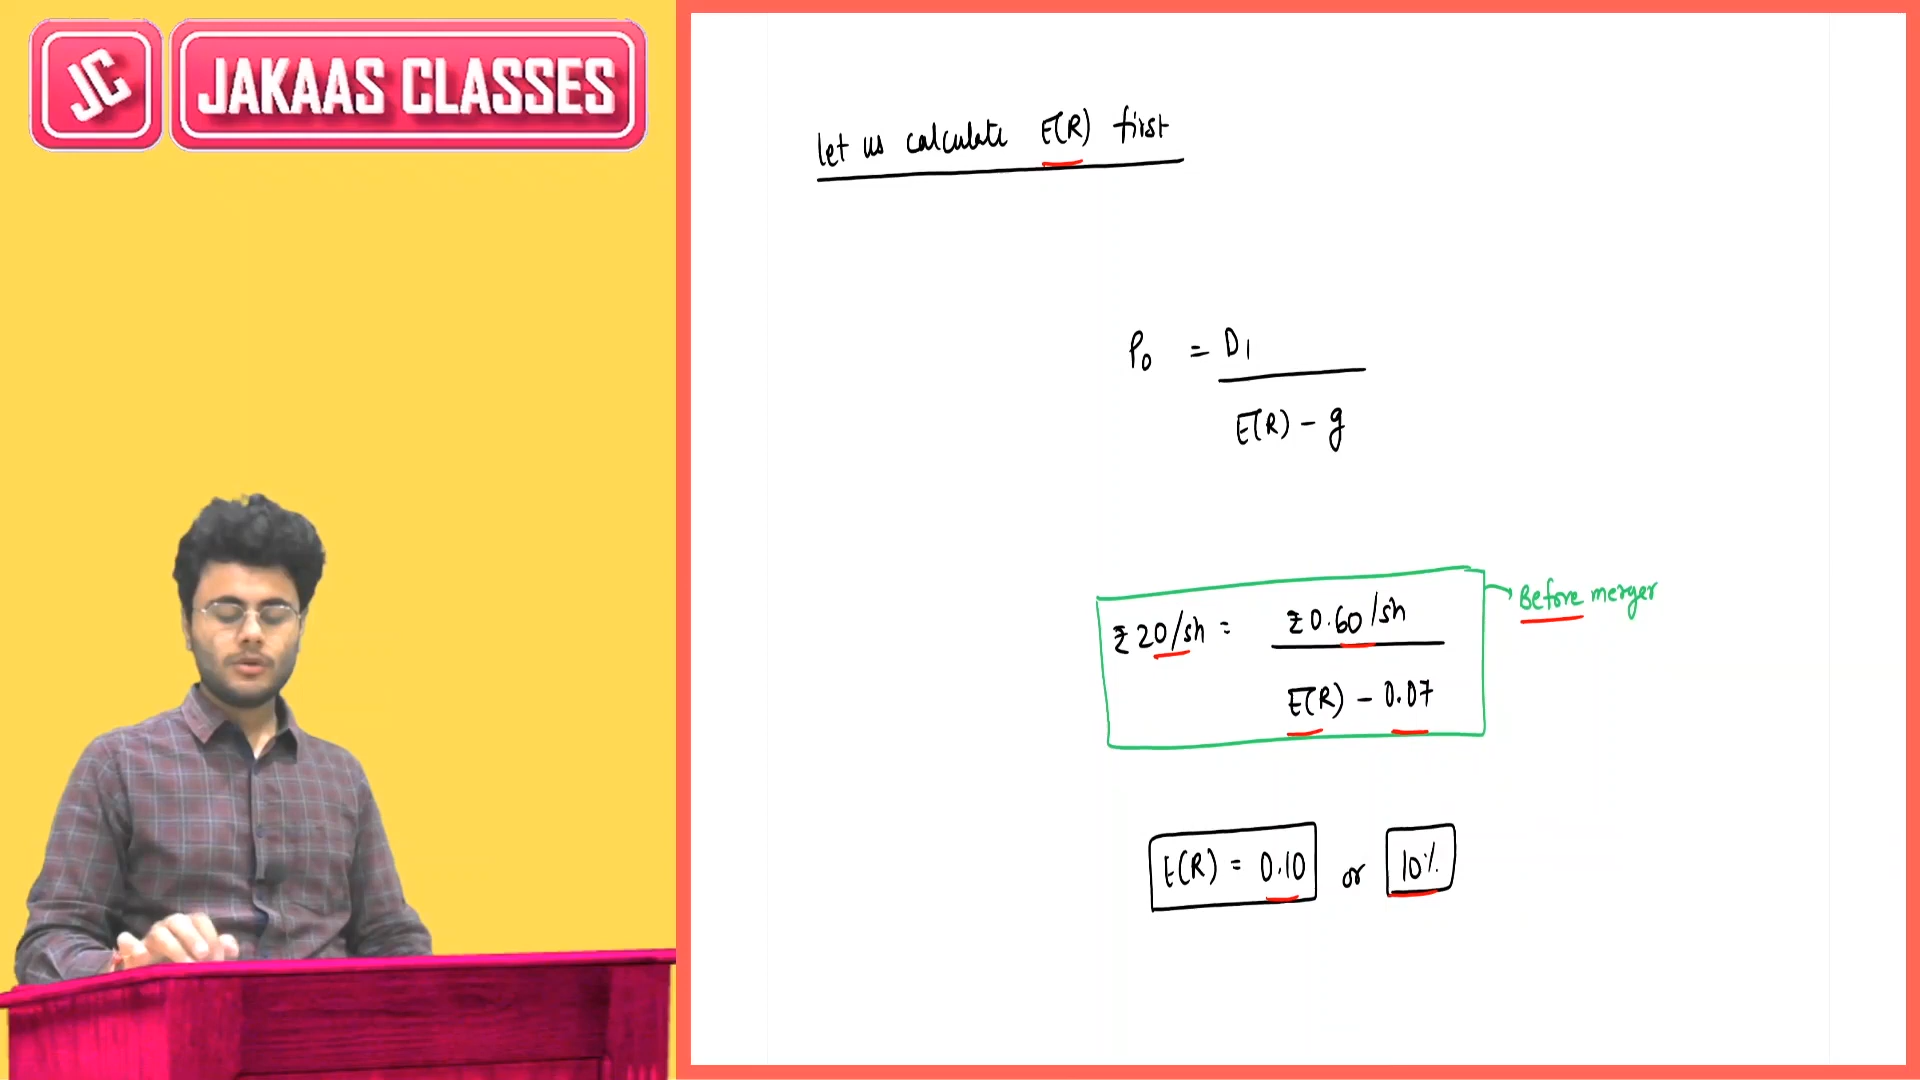 JC JAKAAS CLASSES
let us calculate E(R) first
P₀ = D₁
E(R) - g
₹20/sh = ₹0.60/sh
E(R) - 0.07
Before merger
E(R) = 0.10 or 10%